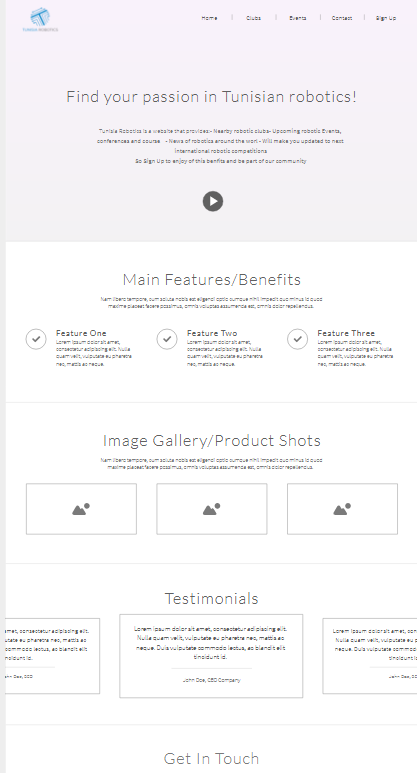 TUNISIA ROBOTICS
Home
Clubs
Events
Contact
Sign Up
Find your passion in Tunisian robotics!
Tunisia Robotics is a website that provides:- Nearby robotic clubs- Upcoming robotic Events,
conferences and course - News of robotics around the worl - Will make you updated to next
international robotic competitions
So Sign Up to enjoy of this benfits and be part of our community
Main Features/Benefits
Nam libero tempore, cum soluta nobis est eligendi optio cumque nihil impedit quo minus id quod
maxime placeat facere possimus, omnis voluptas assumenda est, omnis dolor repellendus.
Feature One
Lorem ipsum dolor sit amet,
consectetur adipiscing elit. Nulla
quam velit, vulputate eu pharetra
nec, mattis ac neque.
Feature Two
Lorem ipsum dolor sit amet,
consectetur adipiscing elit. Nulla
quam velit, vulputate eu pharetra
nec, mattis ac neque.
Feature Three
Lorem ipsum dolor sit amet,
consectetur adipiscing elit. Nulla
quam velit, vulputate eu pharetra
nec, mattis ac neque.
Image Gallery/Product Shots
Nam libero tempore, cum soluta nobis est eligendi optio cumque nihil impedit quo minus id quod
maxime placeat facere possimus, omnis voluptas assumenda est, omnis dolor repellendus.
Testimonials
amet, consectetur adipiscing elit.
utate eu pharetra nec, mattis ac
commodo lectus, ac blandit elit
tincidunt id.
John Doe, CEO
Lorem ipsum dolor sit amet, consectetur adipiscing elit.
Nulla quam velit, vulputate eu pharetra nec, mattis ac
neque. Duis vulputate commodo lectus, ac blandit elit
tincidunt id.
John Doe, CEO Company
Lorem ipsum dolor sit amet, con
Nulla quam velit, vulputate eu
neque. Duis vulputate comm
tincidunt
John Doe, CEO
Get In Touch